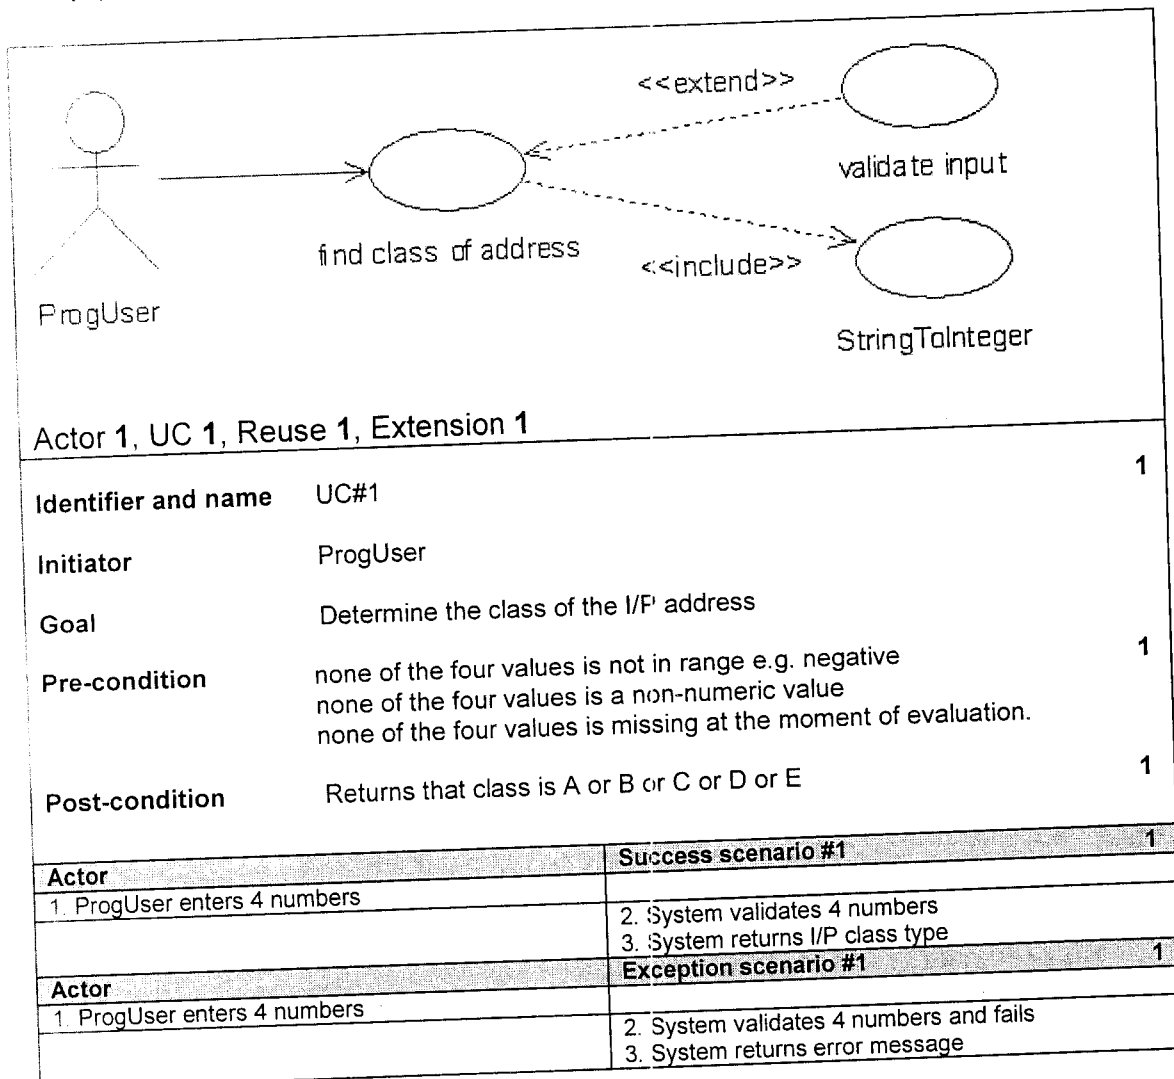 <<extend>>
validate input
find class of address
<<include>>
ProgUser
StringToInteger
Actor 1, UC 1, Reuse 1, Extension 1
1
Identifier and name UC#1
Initiator ProgUser
Goal Determine the class of the I/P address
Pre-condition none of the four values is not in range e.g. negative 1
none of the four values is a non-numeric value
none of the four values is missing at the moment of evaluation.
Post-condition Returns that class is A or B or C or D or E 1
Actor Success scenario #1 1
1. ProgUser enters 4 numbers
2. System validates 4 numbers
3. System returns I/P class type
Actor Exception scenario #1 1
1. ProgUser enters 4 numbers
2. System validates 4 numbers and fails
3. System returns error message